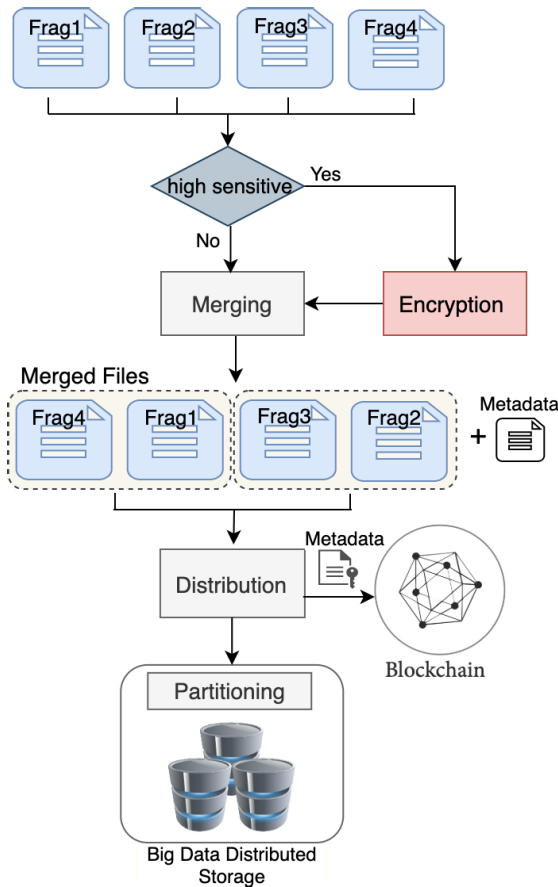 Frag1
Frag2
Frag3
Frag4
high sensitive
Yes
No
Merging
Encryption
Merged Files
Frag4
Frag1
Frag3
Frag2
+
Metadata
Metadata
Distribution
Blockchain
Partitioning
Big Data Distributed
Storage